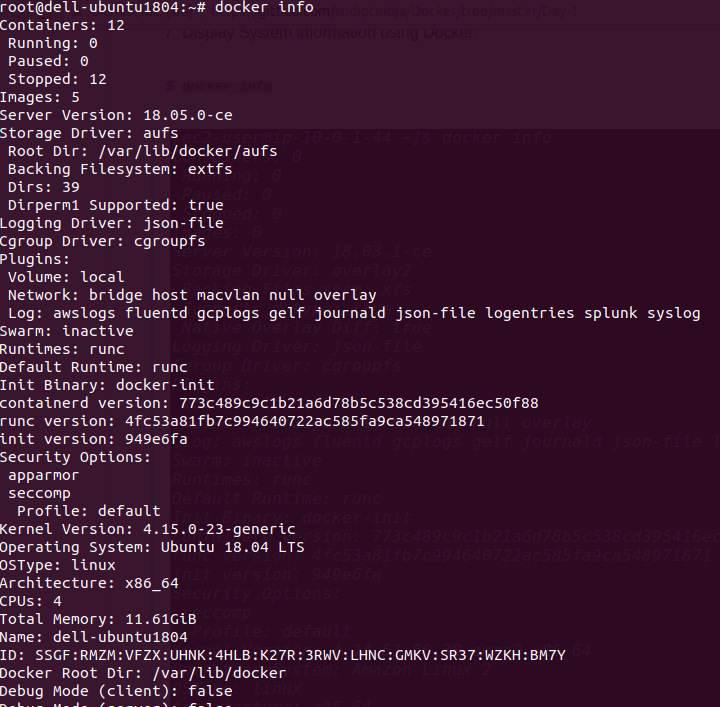 root@dell-ubuntu1804:~# docker info
Containers: 12
 Running: 0
 Paused: 0
 Stopped: 12
Images: 5
Server Version: 18.05.0-ce
Storage Driver: aufs
 Root Dir: /var/lib/docker/aufs
 Backing Filesystem: extfs
 Dirs: 39
 Dirperm1 Supported: true
Logging Driver: json-file
Cgroup Driver: cgroupfs
Plugins:
 Volume: local
 Network: bridge host macvlan null overlay
 Log: awslogs fluentd gcplogs gelf journald json-file logentries splunk syslog
Swarm: inactive
Runtimes: runc
Default Runtime: runc
Init Binary: docker-init
containerd version: 773c489c9c1b21a6d78b5c538cd395416ec50f88
runc version: 4fc53a81fb7c994640722ac585fa9ca548971871
init version: 949e6fa
Security Options:
 apparmor
 seccomp
  Profile: default
Kernel Version: 4.15.0-23-generic
Operating System: Ubuntu 18.04 LTS
OSType: linux
Architecture: x86_64
CPUs: 4
Total Memory: 11.61GiB
Name: dell-ubuntu1804
ID: SSGF:RMZM:VFZX:UHNK:4HLB:K27R:3RWV:LHNC:GMKV:SR37:WZKH:BM7Y
Docker Root Dir: /var/lib/docker
Debug Mode (client): false
Debug Mode (server): false